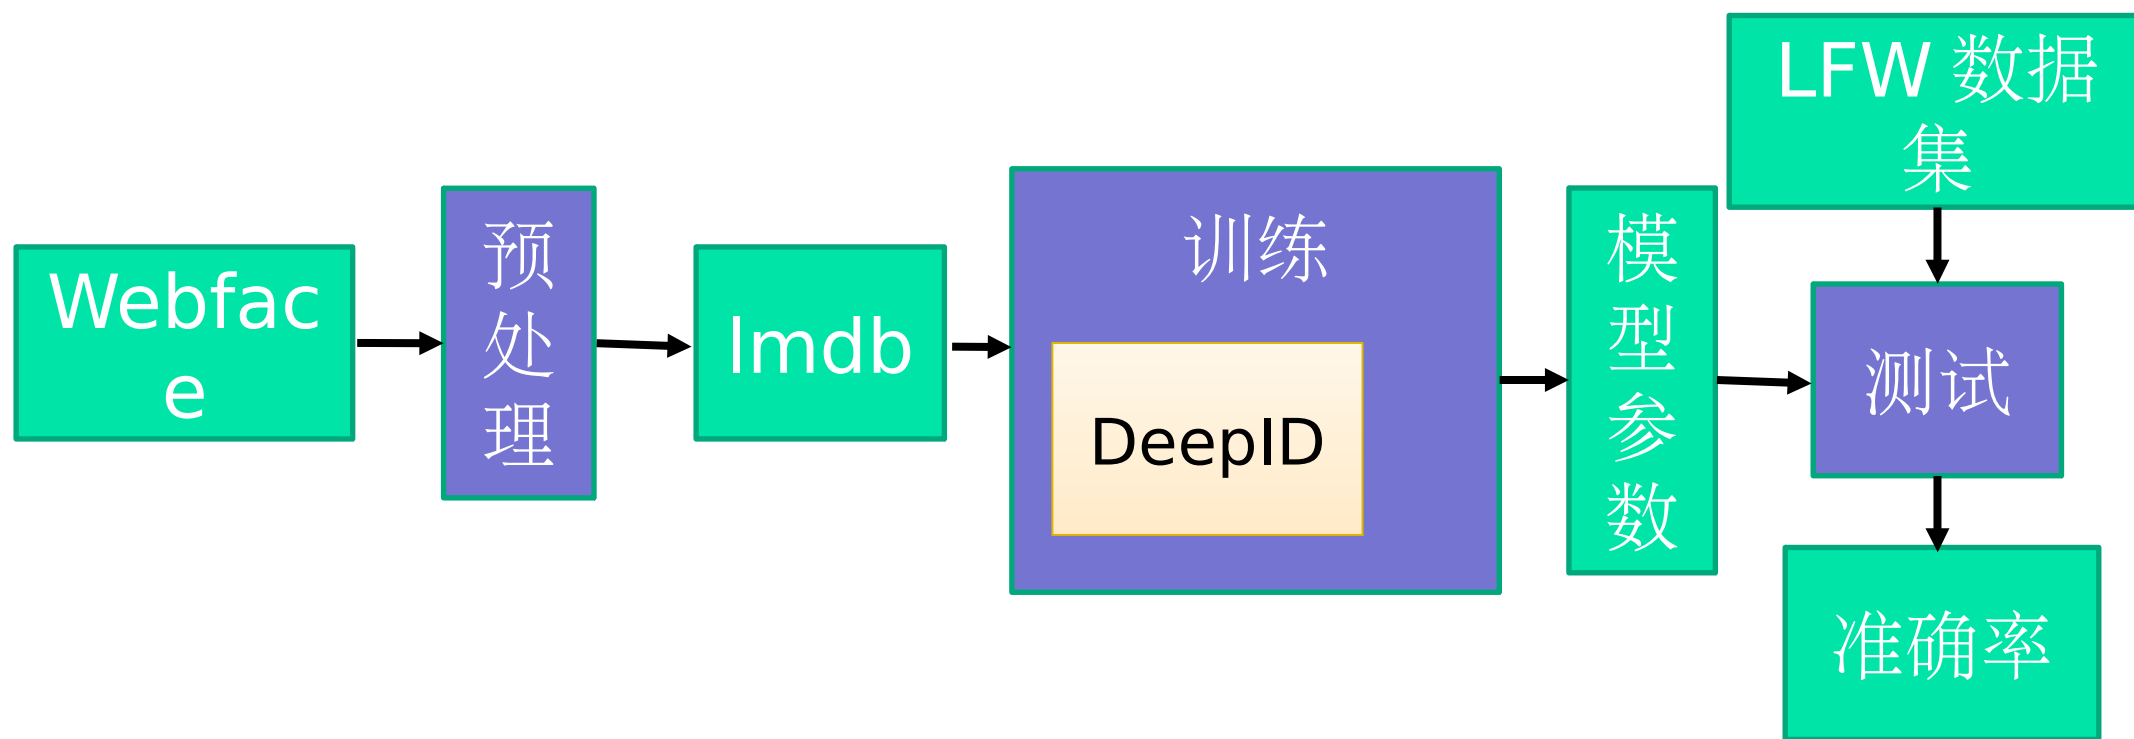 Webfac
e
预
处
理
lmdb
训练
DeepID
模
型
参
数
LFW 数据
集
测试
准确率